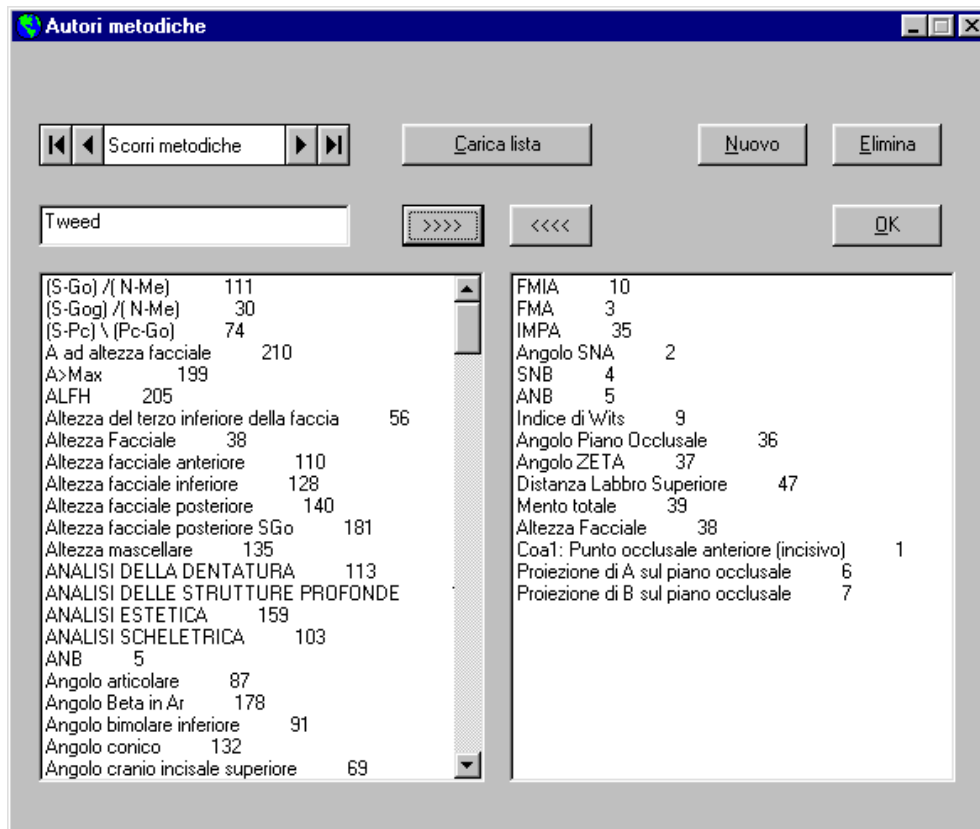 Autori metodiche
Scorri metodiche
Carica lista
Nuovo
Elimina
Tweed
>>>>
<<<<
OK
(S-Go) /( N-Me) 111
(S-Gog) /( N-Me) 30
(S-Pc) \ (Pc-Go) 74
A ad altezza facciale 210
A>Max 199
ALFH 205
Altezza del terzo inferiore della faccia 56
Altezza Facciale 38
Altezza facciale anteriore 110
Altezza facciale inferiore 128
Altezza facciale posteriore 140
Altezza facciale posteriore SGo 181
Altezza mascellare 135
ANALISI DELLA DENTATURA 113
ANALISI DELLE STRUTTURE PROFONDE
ANALISI ESTETICA 159
ANALISI SCHELETRICA 103
ANB 5
Angolo articolare 87
Angolo Beta in Ar 178
Angolo bimolare inferiore 91
Angolo conico 132
Angolo cranio incisale superiore 69
FMIA 10
FMA 3
IMPA 35
Angolo SNA 2
SNB 4
ANB 5
Indice di Wits 9
Angolo Piano Occlusale 36
Angolo ZETA 37
Distanza Labbro Superiore 47
Mento totale 39
Altezza Facciale 38
Coa1: Punto occlusale anteriore (incisivo) 1
Proiezione di A sul piano occlusale 6
Proiezione di B sul piano occlusale 7